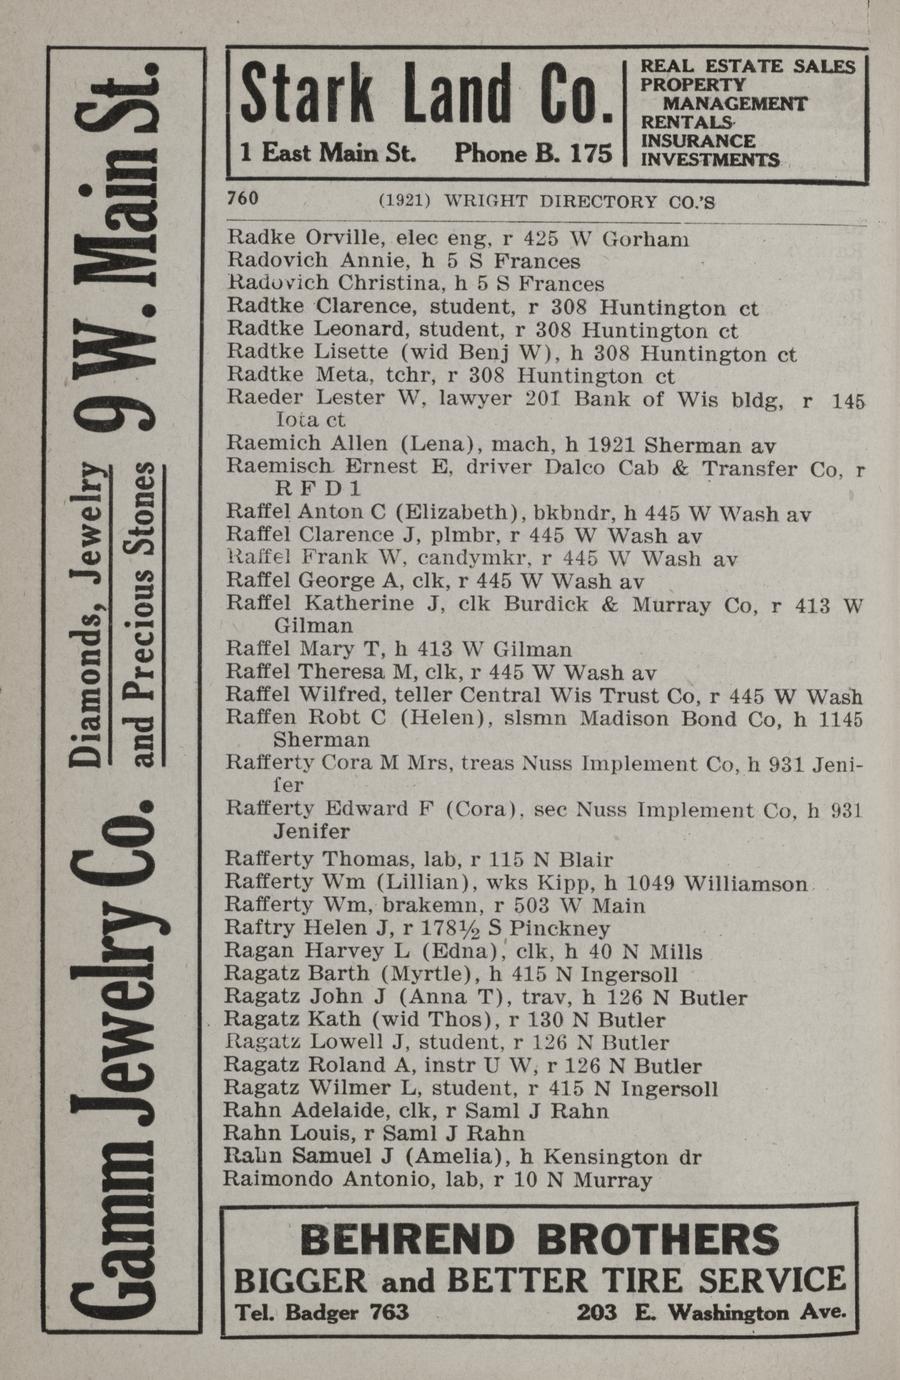 Stark Land Co.
1 East Main St. Phone B. 175
REAL ESTATE SALES
PROPERTY
MANAGEMENT
RENTALS
INSURANCE
INVESTMENTS
760 (1921) WRIGHT DIRECTORY CO.'S
Radke Orville, elec eng, r 425 W Gorham
Radovich Annie, h 5 S Frances
Radovich Christina, h 5 S Frances
Radtke Clarence, student, r 308 Huntington ct
Radtke Leonard, student, r 308 Huntington ct
Radtke Lisette (wid Benj W), h 308 Huntington ct
Radtke Meta, tchr, r 308 Huntington ct
Raeder Lester W, lawyer 201 Bank of Wis bldg, r 145
Iota ct
Raemich Allen (Lena), mach, h 1921 Sherman av
Raemisch Ernest E, driver Dalco Cab & Transfer Co, r
R F D 1
Raffel Anton C (Elizabeth), bkbndr, h 445 W Wash av
Raffel Clarence J, plmbr, r 445 W Wash av
Raffel Frank W, candymkr, r 445 W Wash av
Raffel George A, clk, r 445 W Wash av
Raffel Katherine J, clk Burdick & Murray Co, r 413 W
Gilman
Raffel Mary T, h 413 W Gilman
Raffel Theresa M, clk, r 445 W Wash av
Raffel Wilfred, teller Central Wis Trust Co, r 445 W Wash
Raffen Robt C (Helen), slsmn Madison Bond Co, h 1145
Sherman
Rafferty Cora M Mrs, treas Nuss Implement Co, h 931 Jeni-
fer
Rafferty Edward F (Cora), sec Nuss Implement Co, h 931
Jenifer
Rafferty Thomas, lab, r 115 N Blair
Rafferty Wm (Lillian), wks Kipp, h 1049 Williamson
Rafferty Wm, brakemn, r 503 W Main
Raftry Helen J, r 178½ S Pinckney
Ragan Harvey L (Edna), clk, h 40 N Mills
Ragatz Barth (Myrtle), h 415 N Ingersoll
Ragatz John J (Anna T), trav, h 126 N Butler
Ragatz Kath (wid Thos), r 130 N Butler
Ragatz Lowell J, student, r 126 N Butler
Ragatz Roland A, instr U W, r 126 N Butler
Ragatz Wilmer L, student, r 415 N Ingersoll
Rahn Adelaide, clk, r Saml J Rahn
Rahn Louis, r Saml J Rahn
Rahn Samuel J (Amelia), h Kensington dr
Raimondo Antonio, lab, r 10 N Murray
BEHREND BROTHERS
BIGGER and BETTER TIRE SERVICE
Tel. Badger 763 203 E. Washington Ave.
Gamm Jewelry Co.
Diamonds, Jewelry
and Precious Stones
9 W. Main St.